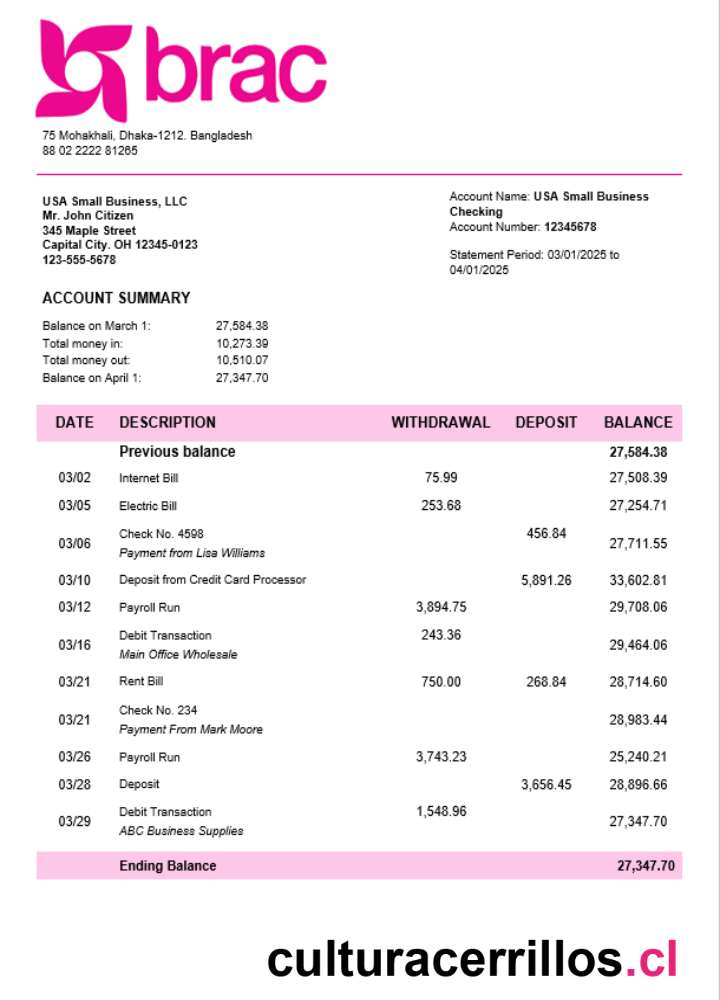 brac
75 Mohakhali, Dhaka-1212. Bangladesh
88 02 2222 81265
USA Small Business, LLC
Mr. John Citizen
345 Maple Street
Capital City. OH 12345-0123
123-555-5678
Account Name: USA Small Business
Checking
Account Number: 12345678
Statement Period: 03/01/2025 to
04/01/2025
ACCOUNT SUMMARY
Balance on March 1: 27,584.38
Total money in: 10,273.39
Total money out: 10,510.07
Balance on April 1: 27,347.70
DATE DESCRIPTION WITHDRAWAL DEPOSIT BALANCE
Previous balance 27,584.38
03/02 Internet Bill 75.99 27,508.39
03/05 Electric Bill 253.68 27,254.71
03/06 Check No. 4598 456.84 27,711.55
Payment from Lisa Williams
03/10 Deposit from Credit Card Processor 5,891.26 33,602.81
03/12 Payroll Run 3,894.75 29,708.06
03/16 Debit Transaction 243.36 29,464.06
Main Office Wholesale
03/21 Rent Bill 750.00 268.84 28,714.60
03/21 Check No. 234 28,983.44
Payment From Mark Moore
03/26 Payroll Run 3,743.23 25,240.21
03/28 Deposit 3,656.45 28,896.66
03/29 Debit Transaction 1,548.96 27,347.70
ABC Business Supplies
Ending Balance 27,347.70
culturacerrillos.cl